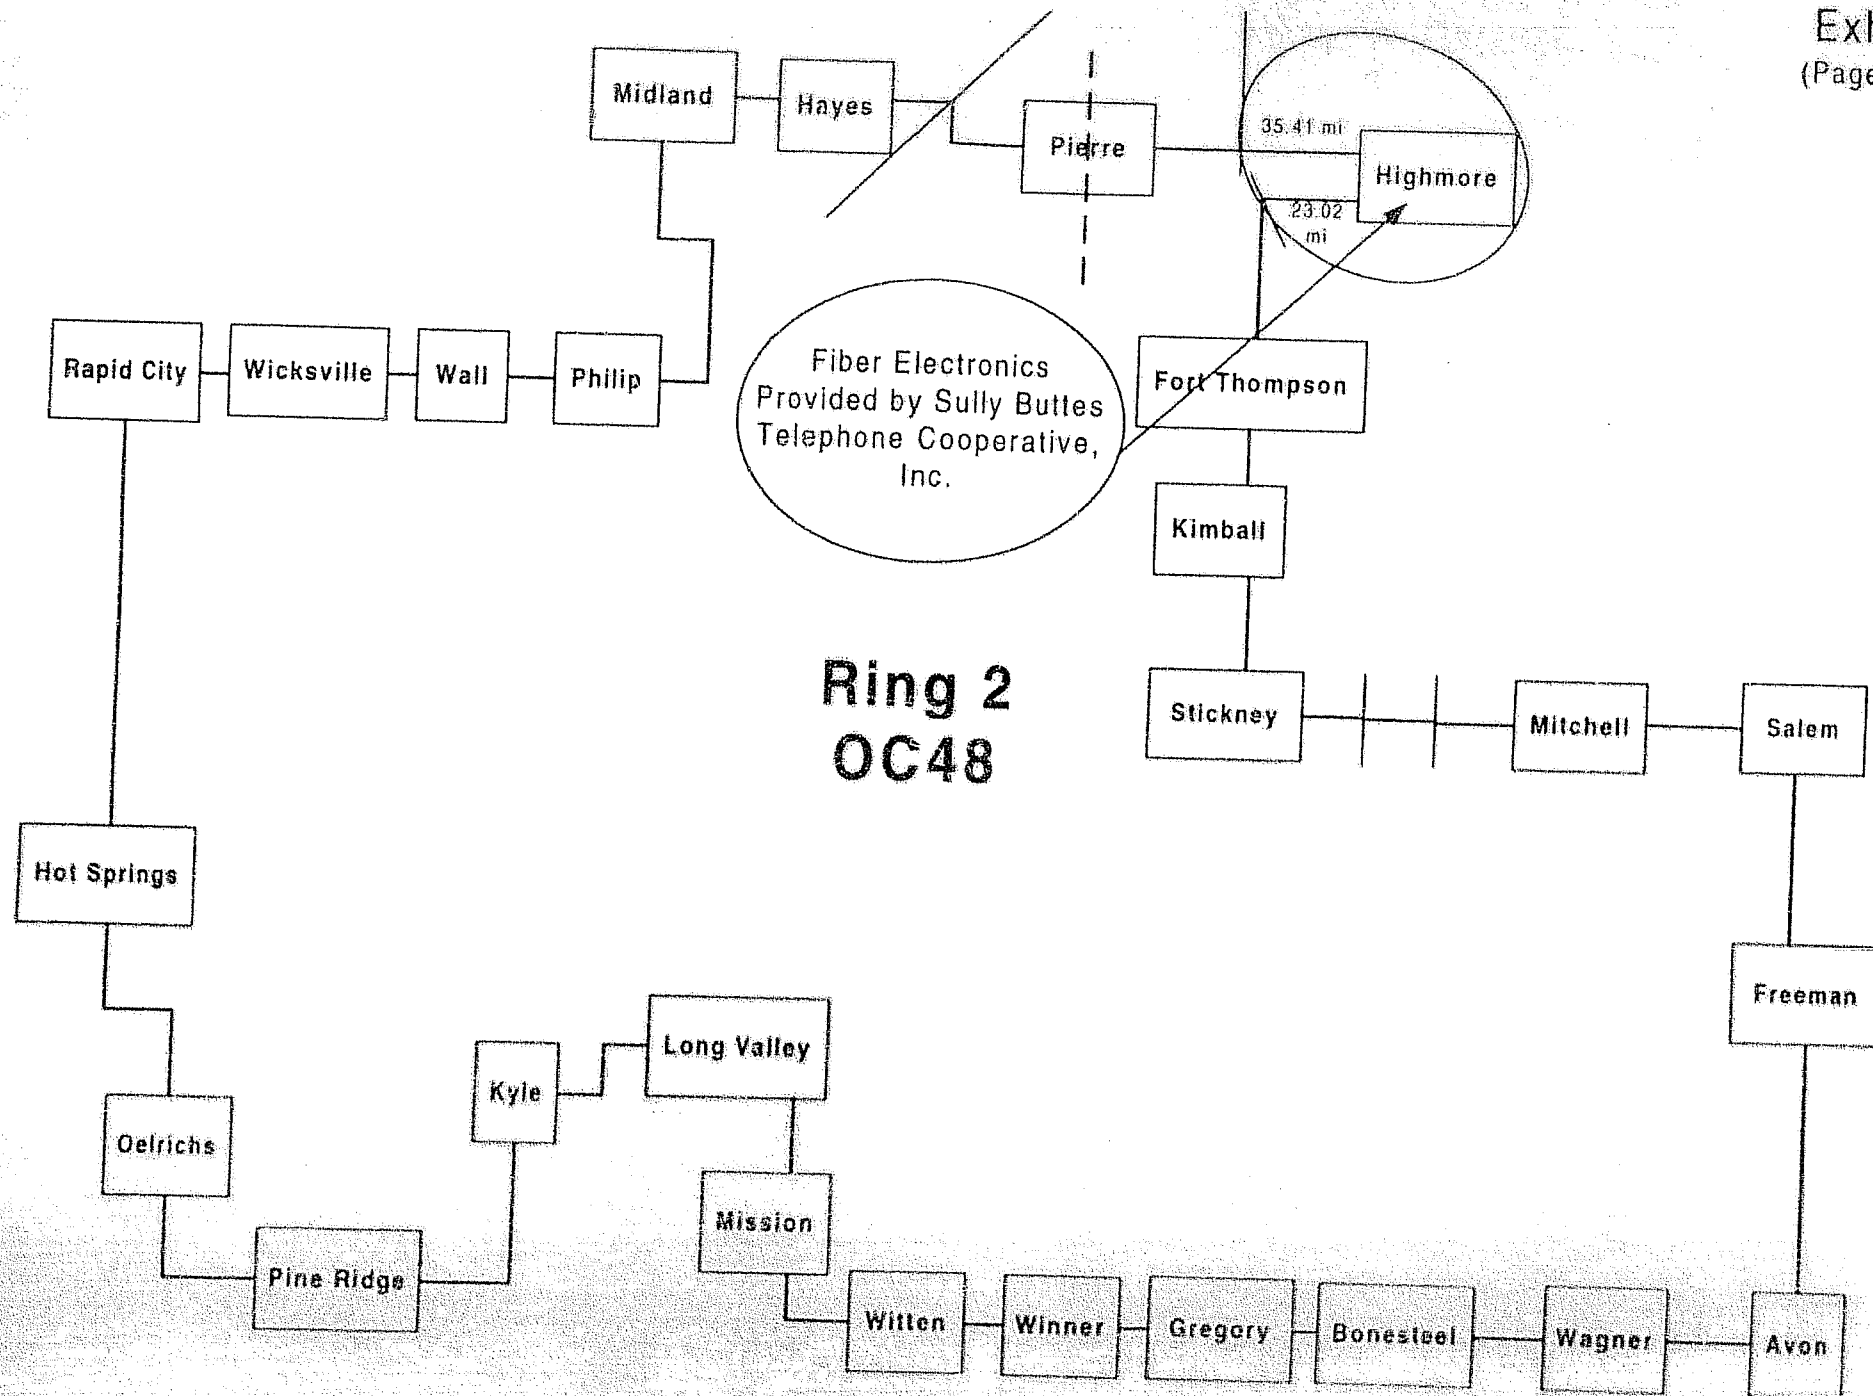 Midland
Hayes
Pierre
35.41 mi
Highmore
23.02
mi
Rapid City
Wicksville
Wall
Philip
Fiber Electronics
Provided by Sully Buttes
Telephone Cooperative,
Inc.
Fort Thompson
Kimball
Ring 2
OC48
Stickney
Mitchell
Salem
Hot Springs
Freeman
Long Valley
Kyle
Oelrichs
Mission
Pine Ridge
Witten
Winner
Gregory
Bonesteel
Wagner
Avon
(Page